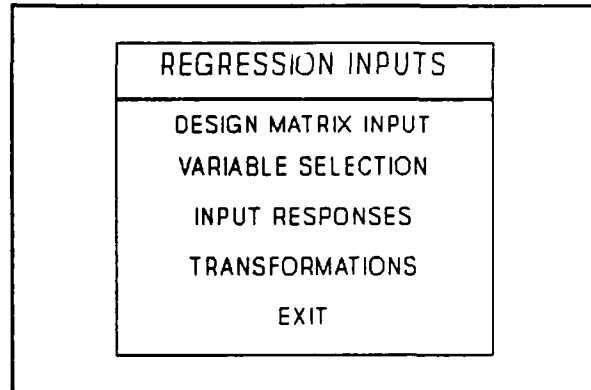 REGRESSION INPUTS
DESIGN MATRIX INPUT
VARIABLE SELECTION
INPUT RESPONSES
TRANSFORMATIONS
EXIT